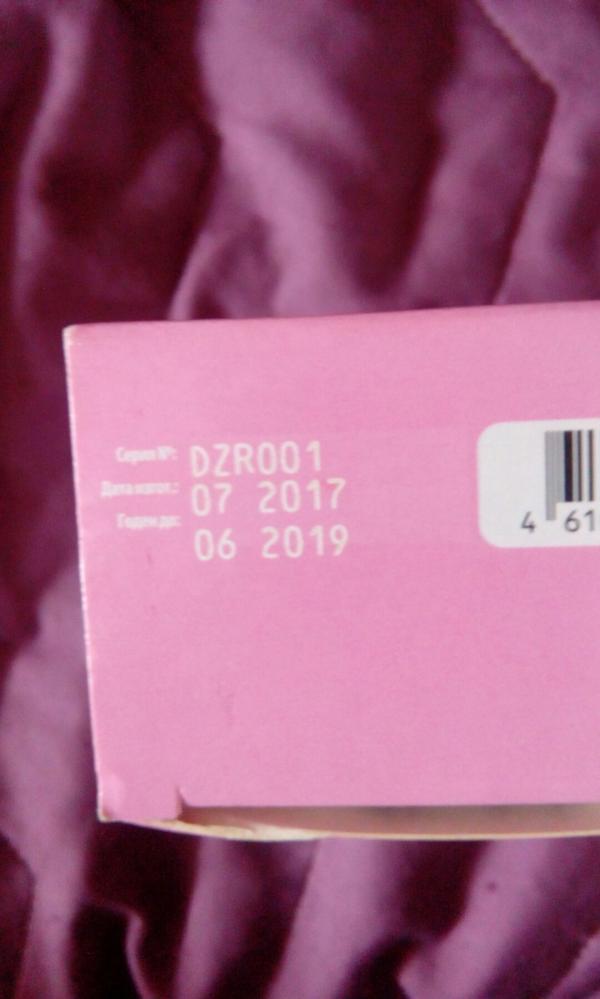 Серия №: DZR001
Дата изгот.: 07 2017
Годен до: 06 2019
4 61